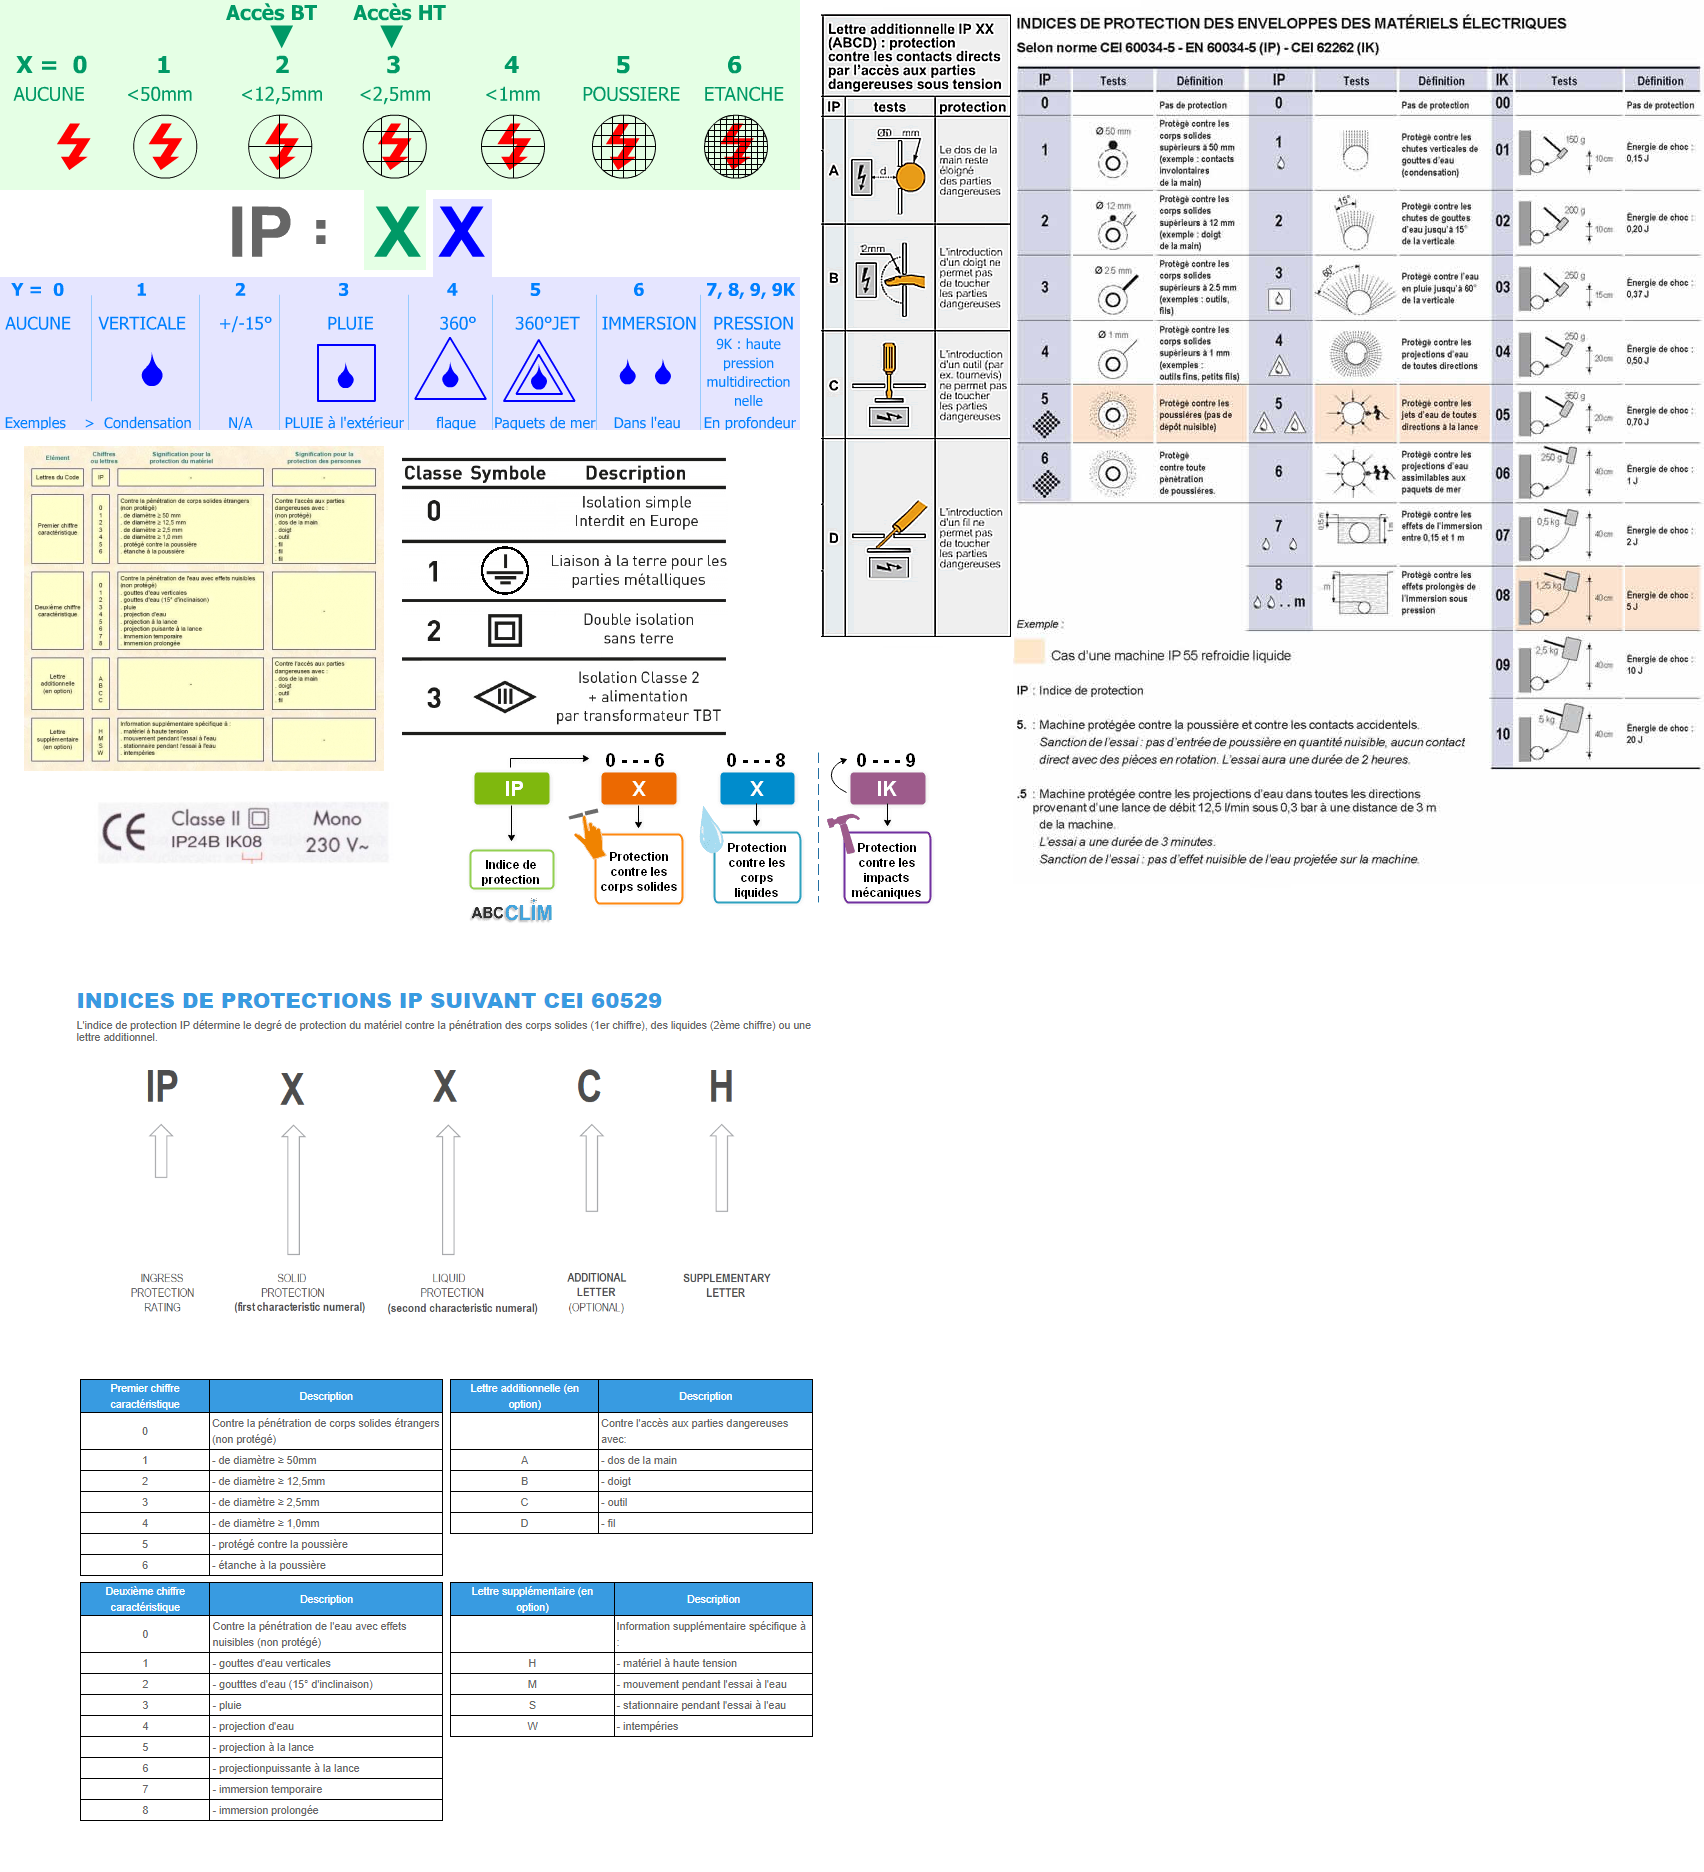 Accès BT Accès HT
X = 0 1 2 3 4 5 6
AUCUNE <50mm <12,5mm <2,5mm <1mm POUSSIERE ETANCHE
IP : X X
Y = 0 1 2 3 4 5 6 7, 8, 9, 9K
AUCUNE VERTICALE +/-15° PLUIE 360° 360°JET IMMERSION PRESSION
9K : haute
pression
multidirection
nelle
Exemples > Condensation N/A PLUIE à l'extérieur flaque Paquets de mer Dans l'eau En profondeur
Elément
Chiffres
ou lettres
Signification pour la
protection du matériel
Signification pour la
protection des personnes
Lettres du Code IP - -
Premier chiffre
caractéristique
Contre la pénétration de corps solides étrangers
0 (non protégé)
1 . de diamètre ≥ 50 mm
2 . de diamètre ≥ 12,5 mm
3 . de diamètre ≥ 2,5 mm
4 . de diamètre ≥ 1,0 mm
5 . protégé contre la poussière
6 . étanche à la poussière
Contre l'accès aux parties
dangereuses avec :
(non protégé)
. dos de la main
. doigt
. outil
. fil
. fil
. fil
Deuxième chiffre
caractéristique
Contre la pénétration de l'eau avec effets nuisibles
0 (non protégé)
1 . gouttes d'eau verticales
2 . gouttes d'eau (15° d'inclinaison)
3 . pluie
4 . projection d'eau
5 . projection à la lance
6 . projection puisante à la lance
7 . immersion temporaire
8 . immersion prolongée
-
Lettre
additionnelle
(en option)
A
B
C
C
-
Contre l'accès aux parties
dangereuses avec :
. dos de la main
. doigt
. outil
. fil
Lettre
supplémentaire
(en option)
Information supplémentaire spécifique à :
H . matériel à haute tension
M . mouvement pendant l'essai à l'eau
S . stationnaire pendant l'essai à l'eau
W . intempéries
-
Classe II Mono
IP24B IK08 230 V~
Classe Symbole Description
0 Isolation simple
Interdit en Europe
1 Liaison à la terre pour les
parties métalliques
2 Double isolation
sans terre
3 Isolation Classe 2
+ alimentation
par transformateur TBT
0 - - - 6 0 - - - 8 0 - - - 9
IP X X IK
Indice de
protection
Protection
contre les
corps solides
Protection
contre les
corps
liquides
Protection
contre les
impacts
mécaniques
ABC CLIM
Lettre additionnelle IP XX
(ABCD) : protection
contre les contacts directs
par l'accès aux parties
dangereuses sous tension
IP tests protection
A
mm
d
Le dos de la
main reste
éloigné
des parties
dangereuses
B
12mm
L'introduction
d'un doigt ne
permet pas
de toucher
les parties
dangereuses
C
L'introduction
d'un outil (par
ex. tournevis)
ne permet pas
de toucher
les parties
dangereuses
D
L'introduction
d'un fil ne
permet pas
de toucher
les parties
dangereuses
INDICES DE PROTECTION DES ENVELOPPES DES MATÉRIELS ÉLECTRIQUES
Selon norme CEI 60034-5 - EN 60034-5 (IP) - CEI 62262 (IK)
IP Tests Définition IP Tests Définition IK Tests Définition
0 Pas de protection 0 Pas de protection 00 Pas de protection
1 Ø 50 mm
Protégé contre les
corps solides
supérieurs à 50 mm
(exemple : contacts
involontaires
de la main)
1
Protégé contre les
chutes verticales de
gouttes d'eau
(condensation)
01 150 g 10cm
Énergie de choc :
0,15 J
2 Ø 12 mm
Protégé contre les
corps solides
supérieurs à 12 mm
(exemple : doigt
de la main)
2 15°
Protégé contre les
chutes de gouttes
d'eau jusqu'à 15°
de la verticale
02 200 g 10cm
Énergie de choc :
0,20 J
3 Ø 2.5 mm
Protégé contre les
corps solides
supérieurs à 2.5 mm
(exemples : outils,
fils)
3 60°
Protégé contre l'eau
en pluie jusqu'à 60°
de la verticale
03 250 g 15cm
Énergie de choc :
0,37 J
4 Ø 1 mm
Protégé contre les
corps solides
supérieurs à 1 mm
(exemples :
outils fins, petits fils)
4
Protégé contre les
projections d'eau
de toutes directions
04 250 g 20cm
Énergie de choc :
0,50 J
5
Protégé contre les
poussières (pas de
dépôt nuisible)
5
Protégé contre les
jets d'eau de toutes
directions à la lance
05 350 g 20cm
Énergie de choc :
0,70 J
6
Protégé
contre toute
pénétration
de poussières.
6
Protégé contre les
projections d'eau
assimilables aux
paquets de mer
06 250 g 40cm
Énergie de choc :
1 J
7 0,15 m 1 m
Protégé contre les
effets de l'immersion
entre 0,15 et 1 m
07 0,5 kg 40cm
Énergie de choc :
2 J
8 .. m m
Protégé contre les
effets prolongés de
l'immersion sous
pression
08 1,25 kg 40cm
Énergie de choc :
5 J
09 2,5 kg 40cm
Énergie de choc :
10 J
10 5 kg 40cm
Énergie de choc :
20 J
Exemple :
Cas d'une machine IP 55 refroidie liquide
IP : Indice de protection
5. : Machine protégée contre la poussière et contre les contacts accidentels.
Sanction de l'essai : pas d'entrée de poussière en quantité nuisible, aucun contact
direct avec des pièces en rotation. L'essai aura une durée de 2 heures.
.5 : Machine protégée contre les projections d'eau dans toutes les directions
provenant d'une lance de débit 12,5 l/min sous 0,3 bar à une distance de 3 m
de la machine.
L'essai a une durée de 3 minutes.
Sanction de l'essai : pas d'effet nuisible de l'eau projetée sur la machine.
INDICES DE PROTECTIONS IP SUIVANT CEI 60529
L'indice de protection IP détermine le degré de protection du matériel contre la pénétration des corps solides (1er chiffre), des liquides (2ème chiffre) ou une
lettre additionnel.
IP X X C H
INGRESS
PROTECTION
RATING
SOLID
PROTECTION
(first characteristic numeral)
LIQUID
PROTECTION
(second characteristic numeral)
ADDITIONAL
LETTER
(OPTIONAL)
SUPPLEMENTARY
LETTER
Premier chiffre
caractéristique
Description
0 Contre la pénétration de corps solides étrangers
(non protégé)
1 - de diamètre ≥ 50mm
2 - de diamètre ≥ 12,5mm
3 - de diamètre ≥ 2,5mm
4 - de diamètre ≥ 1,0mm
5 - protégé contre la poussière
6 - étanche à la poussière
Lettre additionnelle (en
option)
Description
Contre l'accès aux parties dangereuses
avec:
A - dos de la main
B - doigt
C - outil
D - fil
Deuxième chiffre
caractéristique
Description
0 Contre la pénétration de l'eau avec effets
nuisibles (non protégé)
1 - gouttes d'eau verticales
2 - goutttes d'eau (15° d'inclinaison)
3 - pluie
4 - projection d'eau
5 - projection à la lance
6 - projectionpuissante à la lance
7 - immersion temporaire
8 - immersion prolongée
Lettre supplémentaire (en
option)
Description
Information supplémentaire spécifique à
:
H - matériel à haute tension
M - mouvement pendant l'essai à l'eau
S - stationnaire pendant l'essai à l'eau
W - intempéries